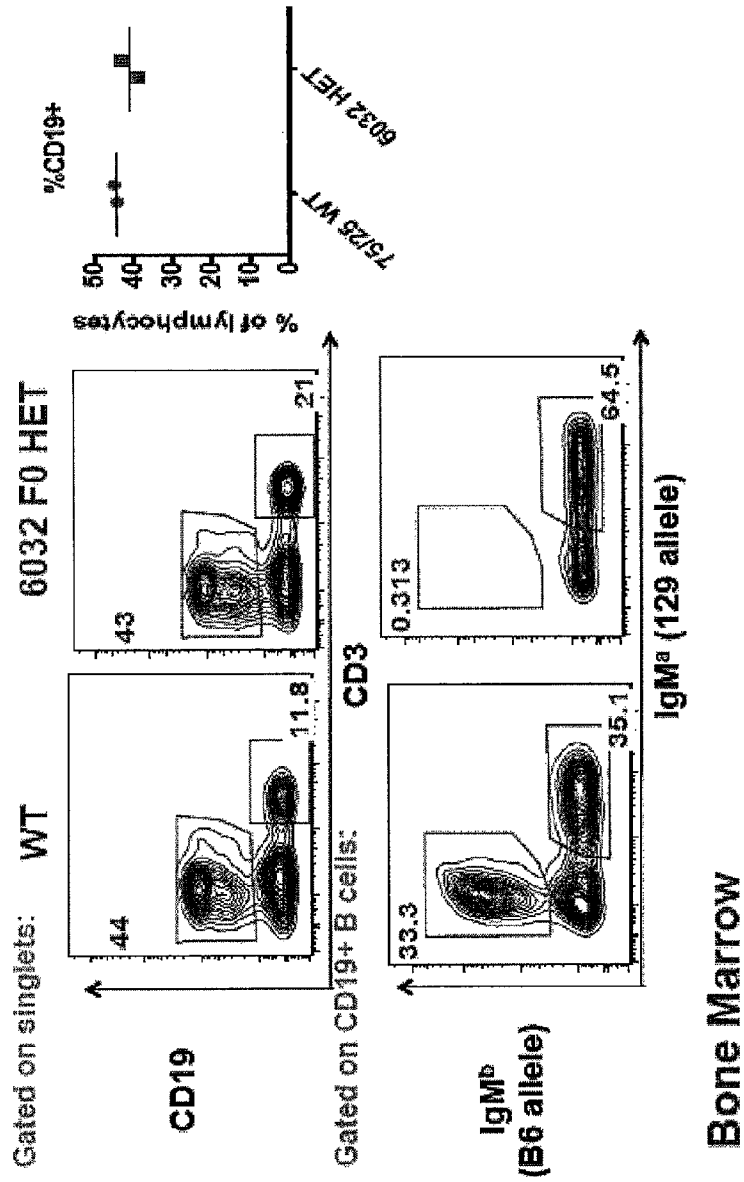 Gated on singlets:
WT
6032 F0 HET
CD19
44
11.8
43
21
CD3
%CD19+
% of lymphocytes
50
40
30
20
10
0
75/25 WT
6032 HET
Gated on CD19+ B cells:
IgMᵇ
(B6 allele)
33.3
35.1
0.313
64.5
IgMᵃ (129 allele)
Bone Marrow